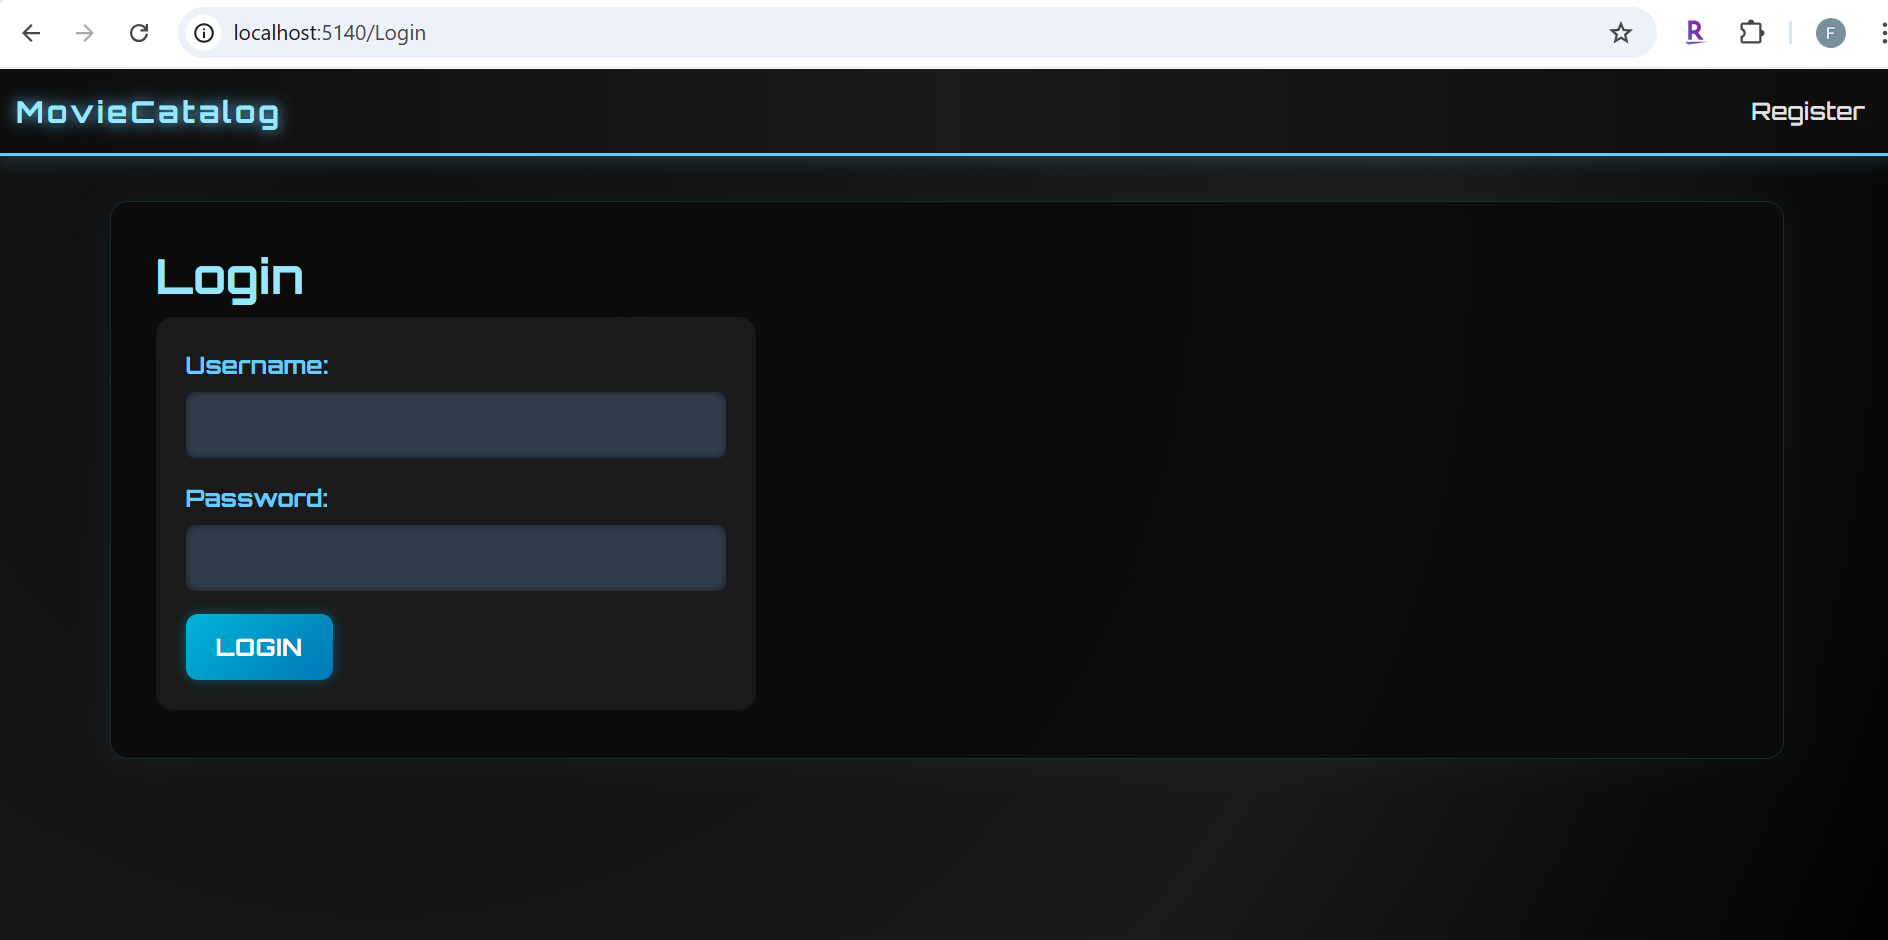 localhost:5140/Login
R
F
MovieCatalog
Register
Login
Username:
Password:
LOGIN